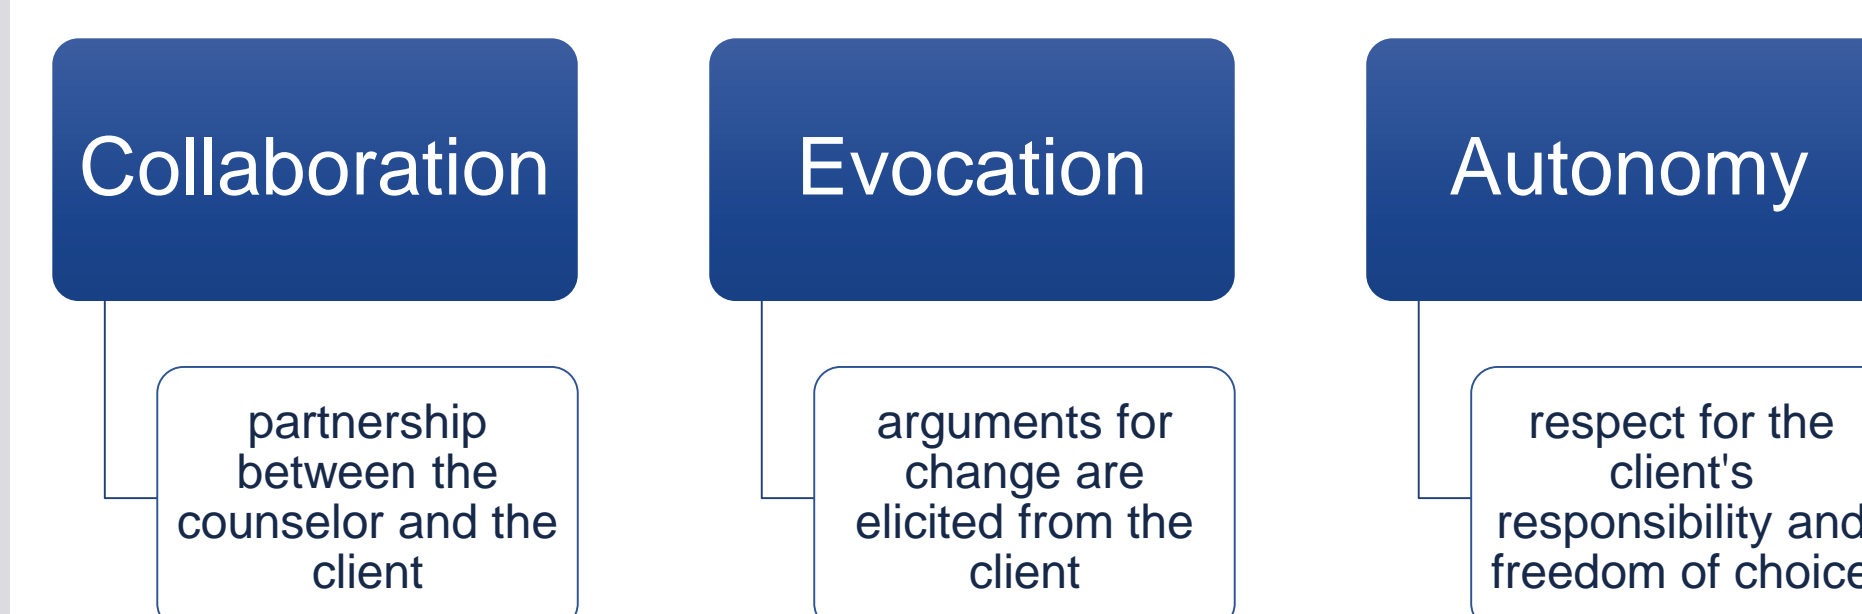 Collaboration
partnership
between the
counselor and the
client
Evocation
arguments for
change are
elicited from the
client
Autonomy
respect for the
client's
responsibility and
freedom of choice